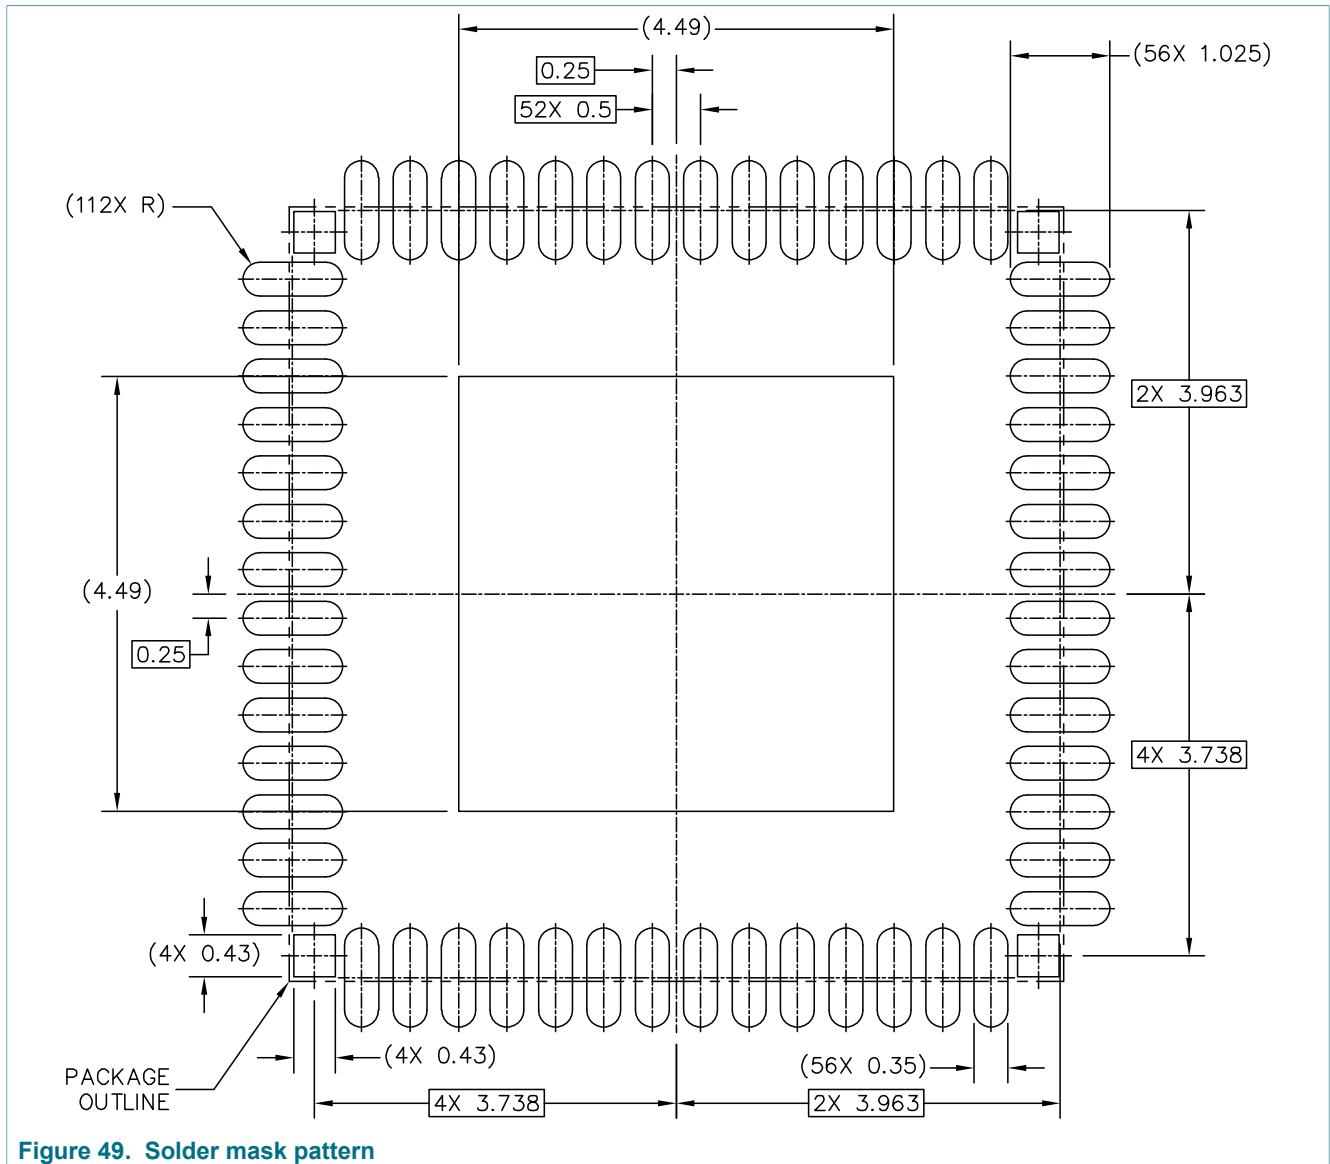 (4.49)
(56X 1.025)
0.25
52X 0.5
(112X R)
2X 3.963
(4.49)
0.25
4X 3.738
(4X 0.43)
(4X 0.43)
(56X 0.35)
PACKAGE
OUTLINE
4X 3.738
2X 3.963
Figure 49. Solder mask pattern